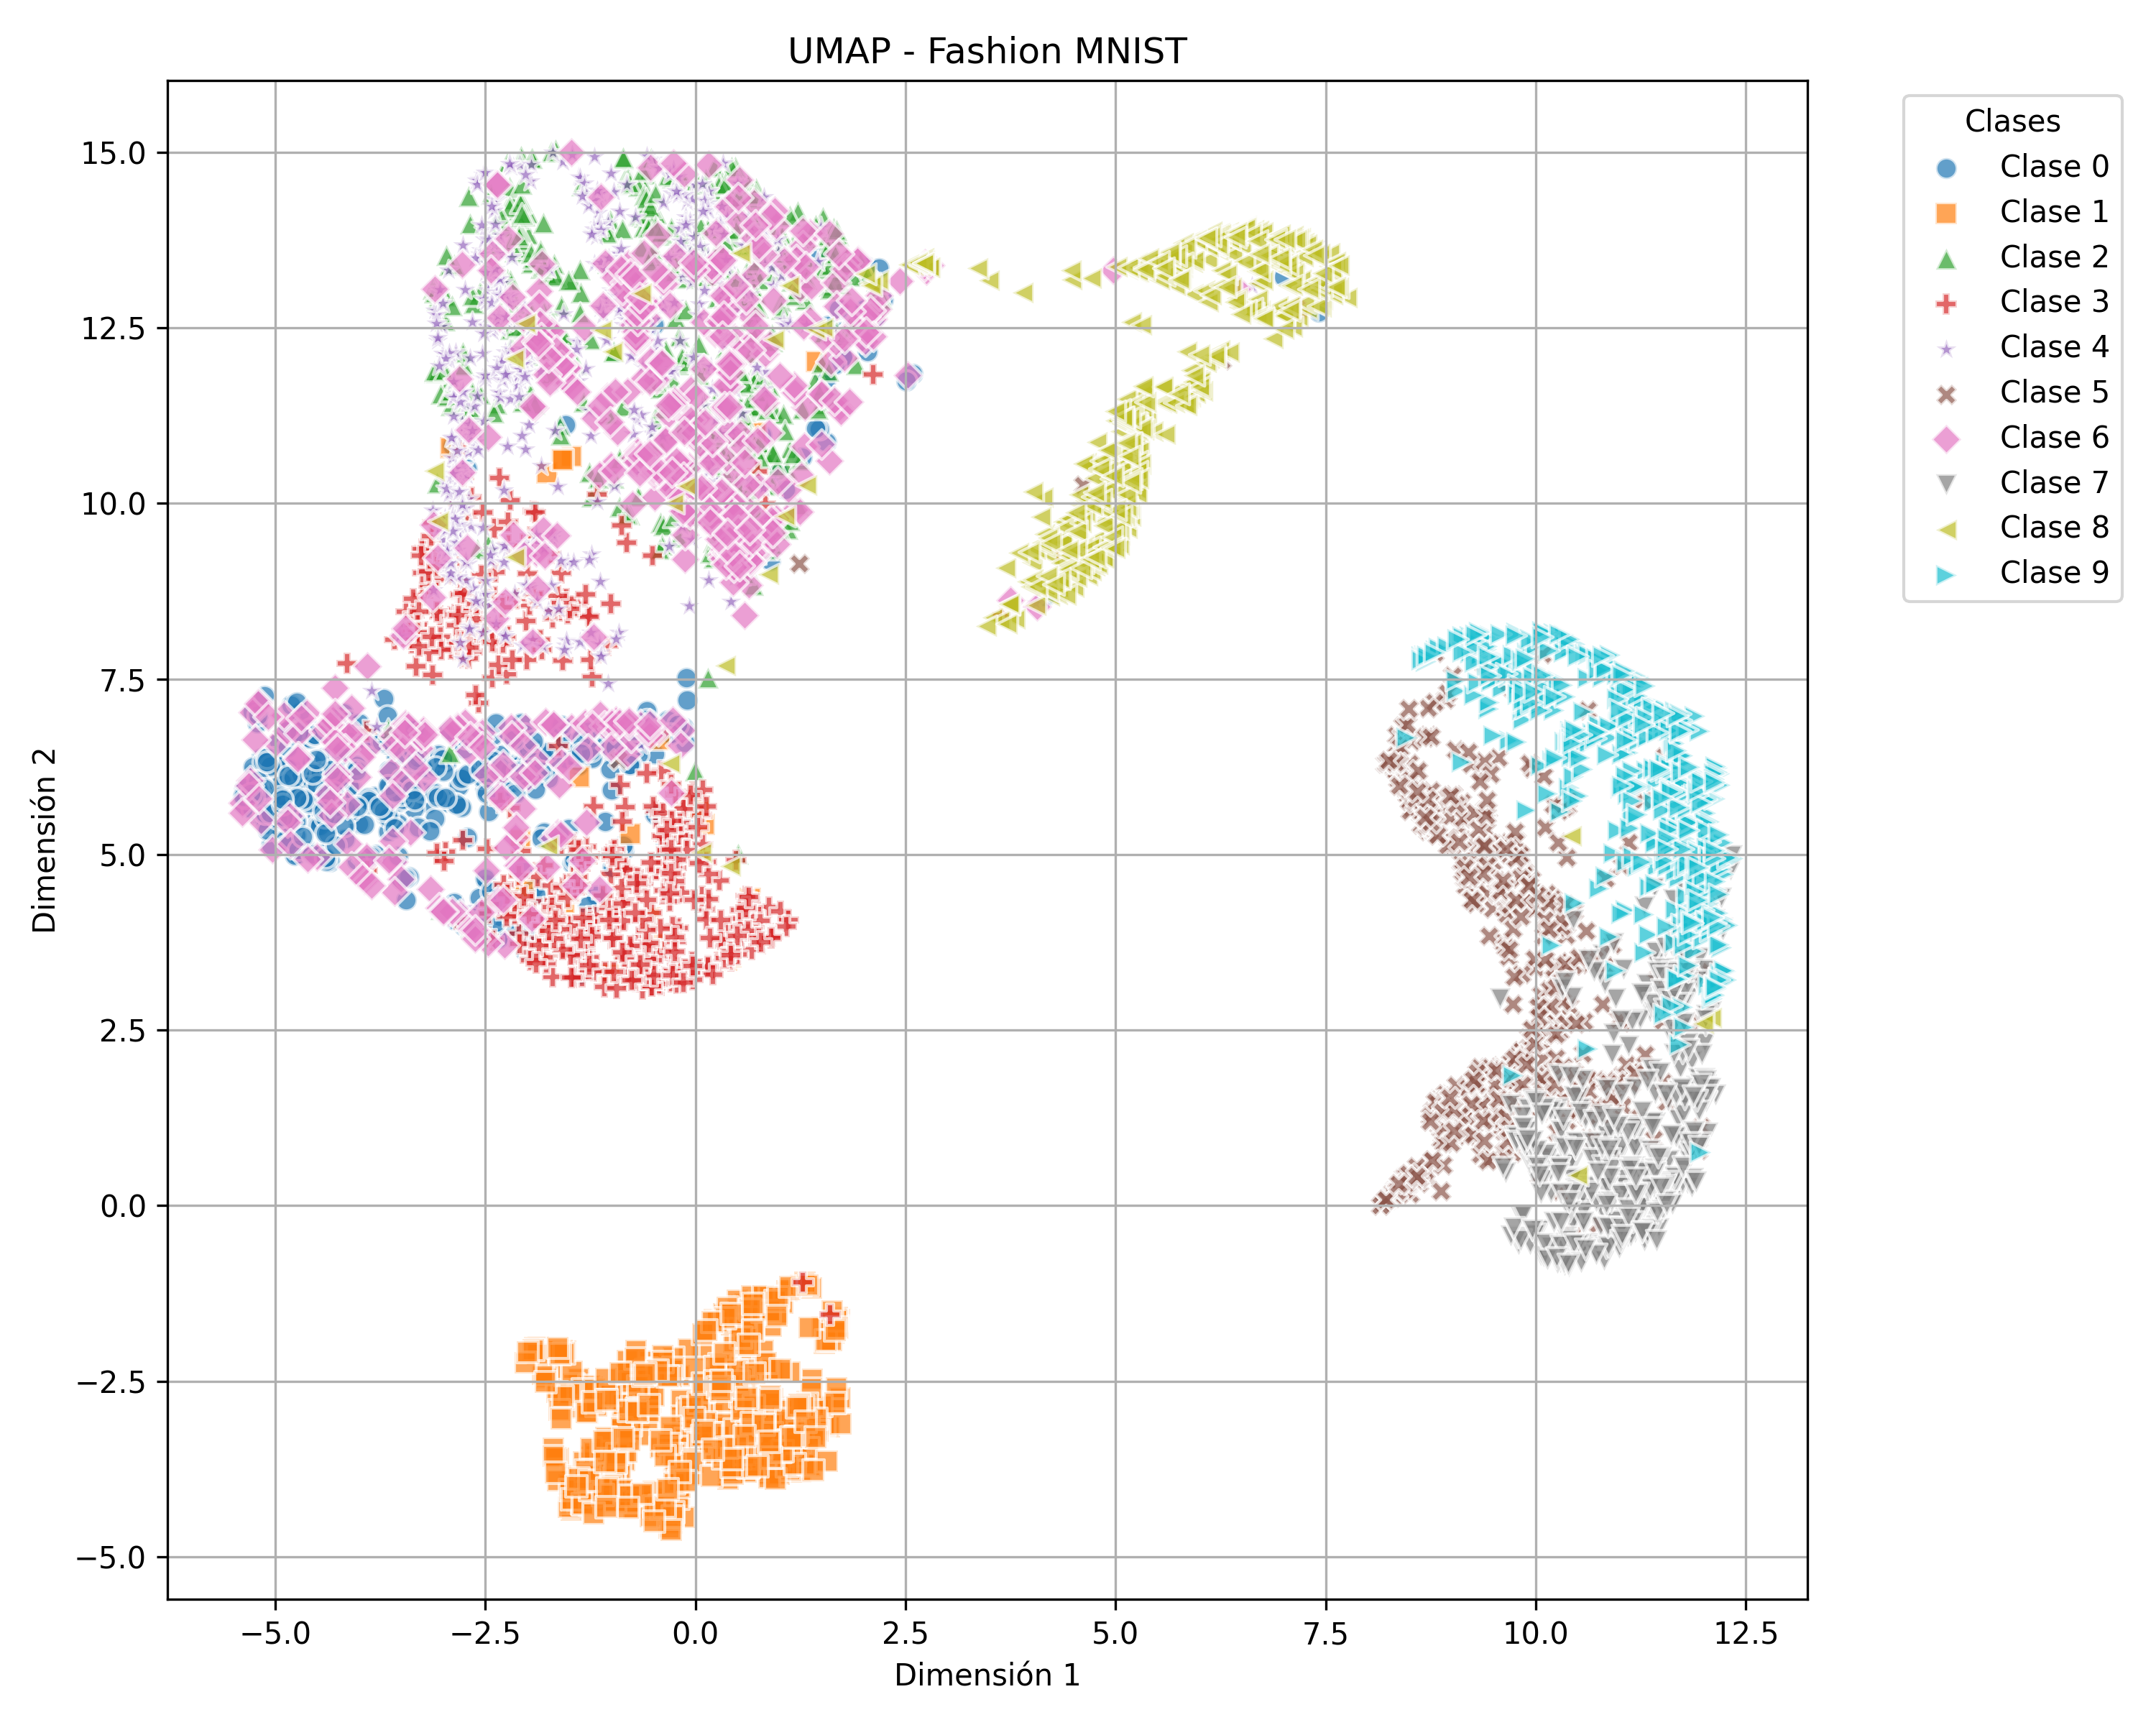 UMAP - Fashion MNIST
Clases
Clase 0
Clase 1
Clase 2
Clase 3
Clase 4
Clase 5
Clase 6
Clase 7
Clase 8
Clase 9
Dimensión 2
15.0
12.5
10.0
7.5
5.0
2.5
0.0
−2.5
−5.0
−5.0
−2.5
0.0
2.5
5.0
7.5
10.0
12.5
Dimensión 1